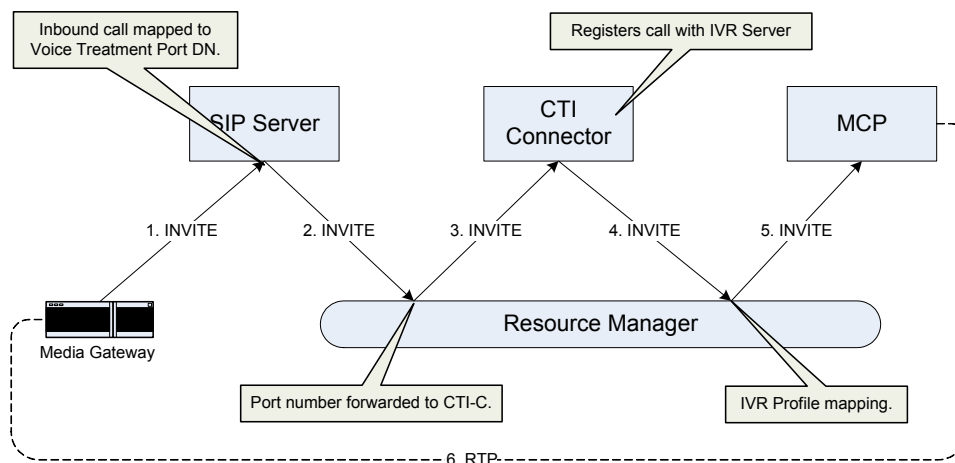 Inbound call mapped to
Voice Treatment Port DN.
Registers call with IVR Server
SIP Server
CTI
Connector
MCP
1. INVITE
2. INVITE
3. INVITE
4. INVITE
5. INVITE
Resource Manager
Media Gateway
Port number forwarded to CTI-C.
IVR Profile mapping.
6. RTP